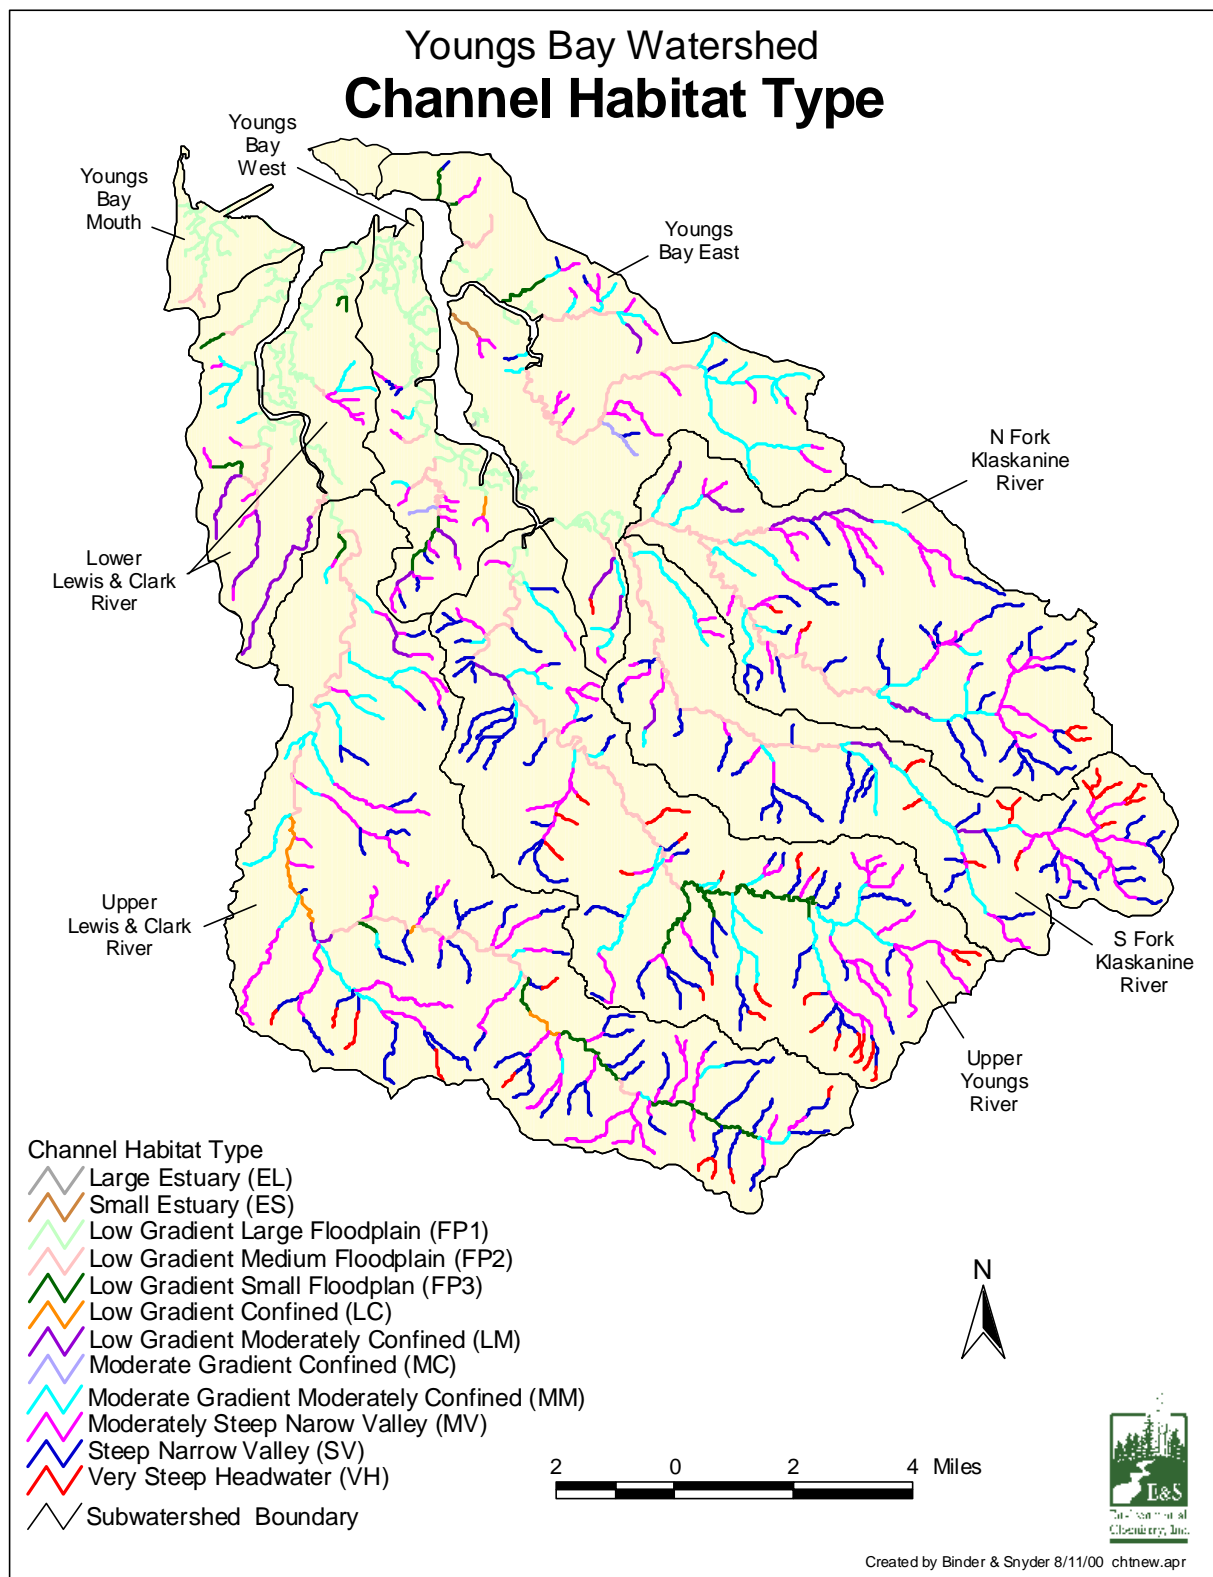 Youngs Bay Watershed
Channel Habitat Type
Youngs
Bay
West
Youngs
Bay
Mouth
Youngs
Bay East
N Fork
Klaskanine
River
Lower
Lewis & Clark
River
Upper
Lewis & Clark
River
S Fork
Klaskanine
River
Upper
Youngs
River
Channel Habitat Type
Large Estuary (EL)
Small Estuary (ES)
Low Gradient Large Floodplain (FP1)
Low Gradient Medium Floodplain (FP2)
Low Gradient Small Floodplan (FP3)
Low Gradient Confined (LC)
Low Gradient Moderately Confined (LM)
Moderate Gradient Confined (MC)
Moderate Gradient Moderately Confined (MM)
Moderately Steep Narow Valley (MV)
Steep Narrow Valley (SV)
Very Steep Headwater (VH)
Subwatershed Boundary
N
2 0 2 4 Miles
E&S
Chemistry, Inc.
Created by Binder & Snyder 8/11/00 chtnew.apr